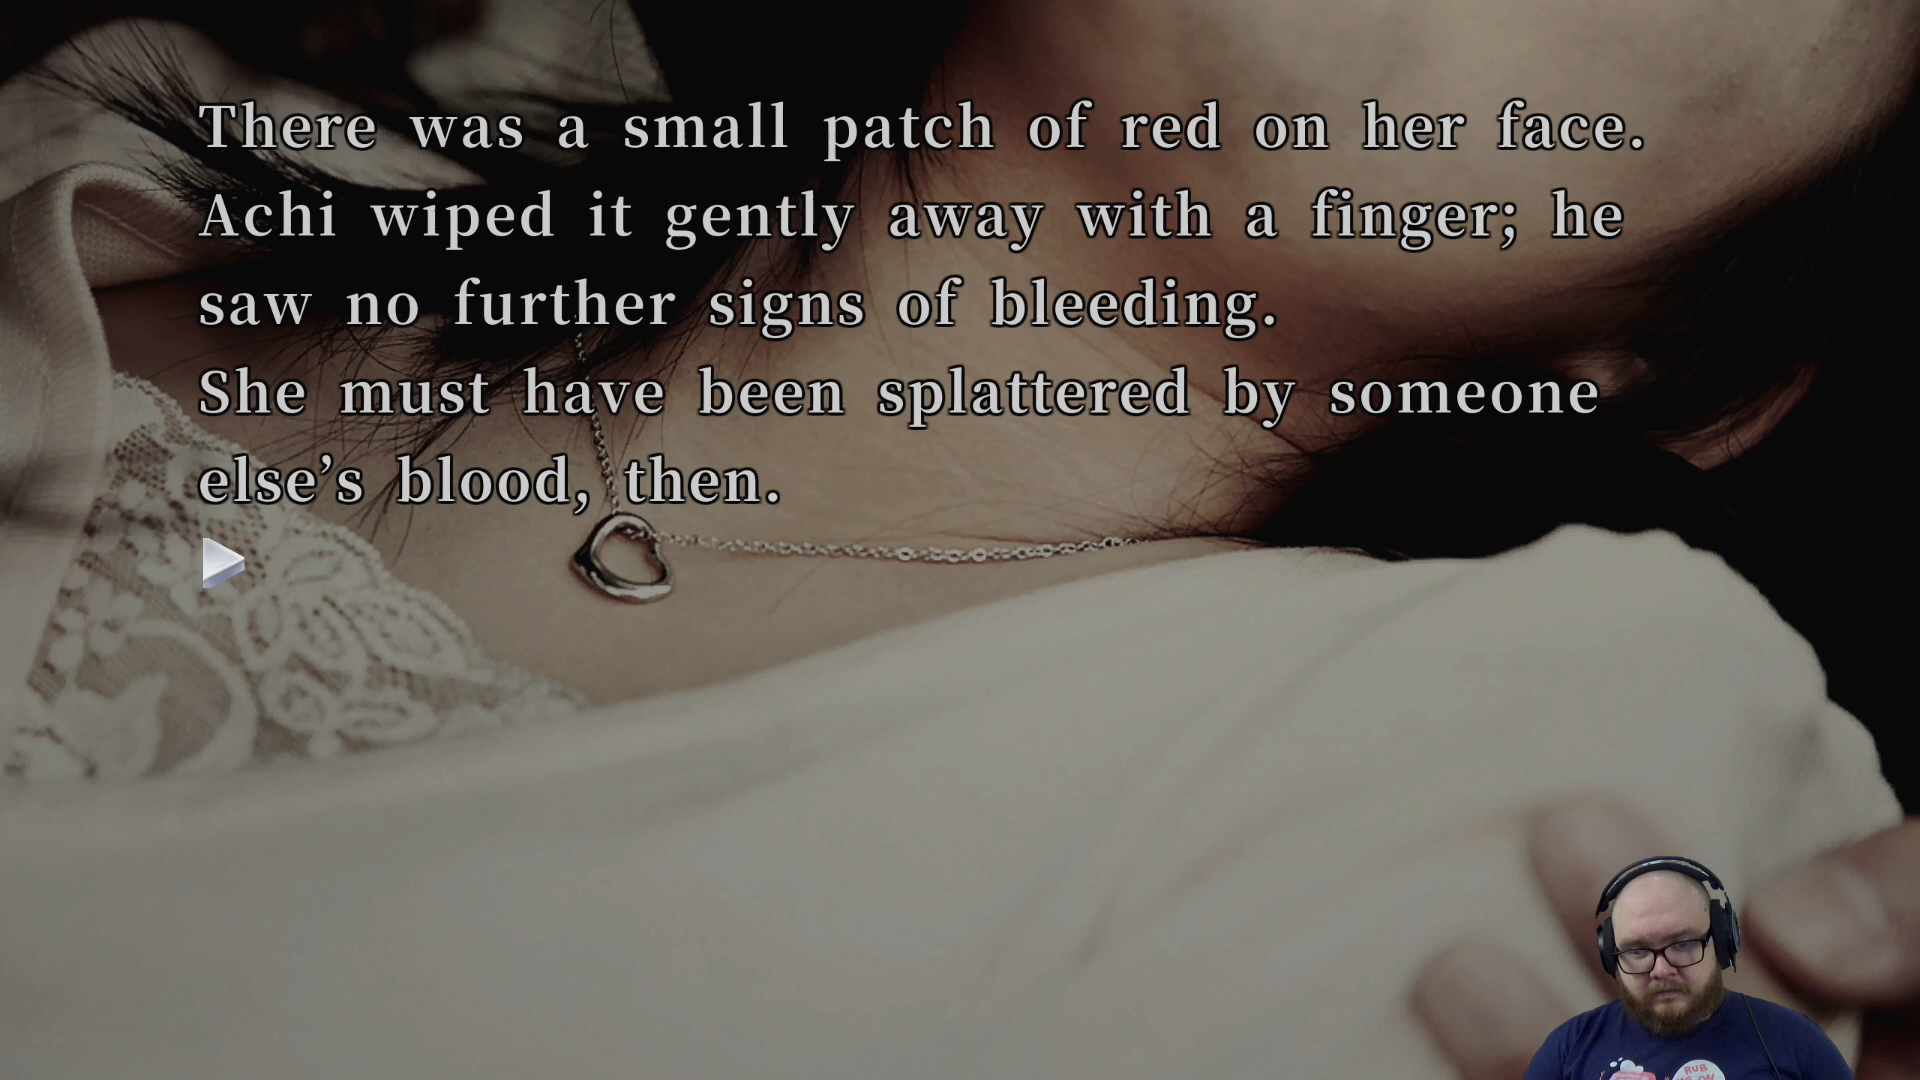 There was a small patch of red on her face.
Achi wiped it gently away with a finger; he
saw no further signs of bleeding.
She must have been splattered by someone
else’s blood, then.
RUB